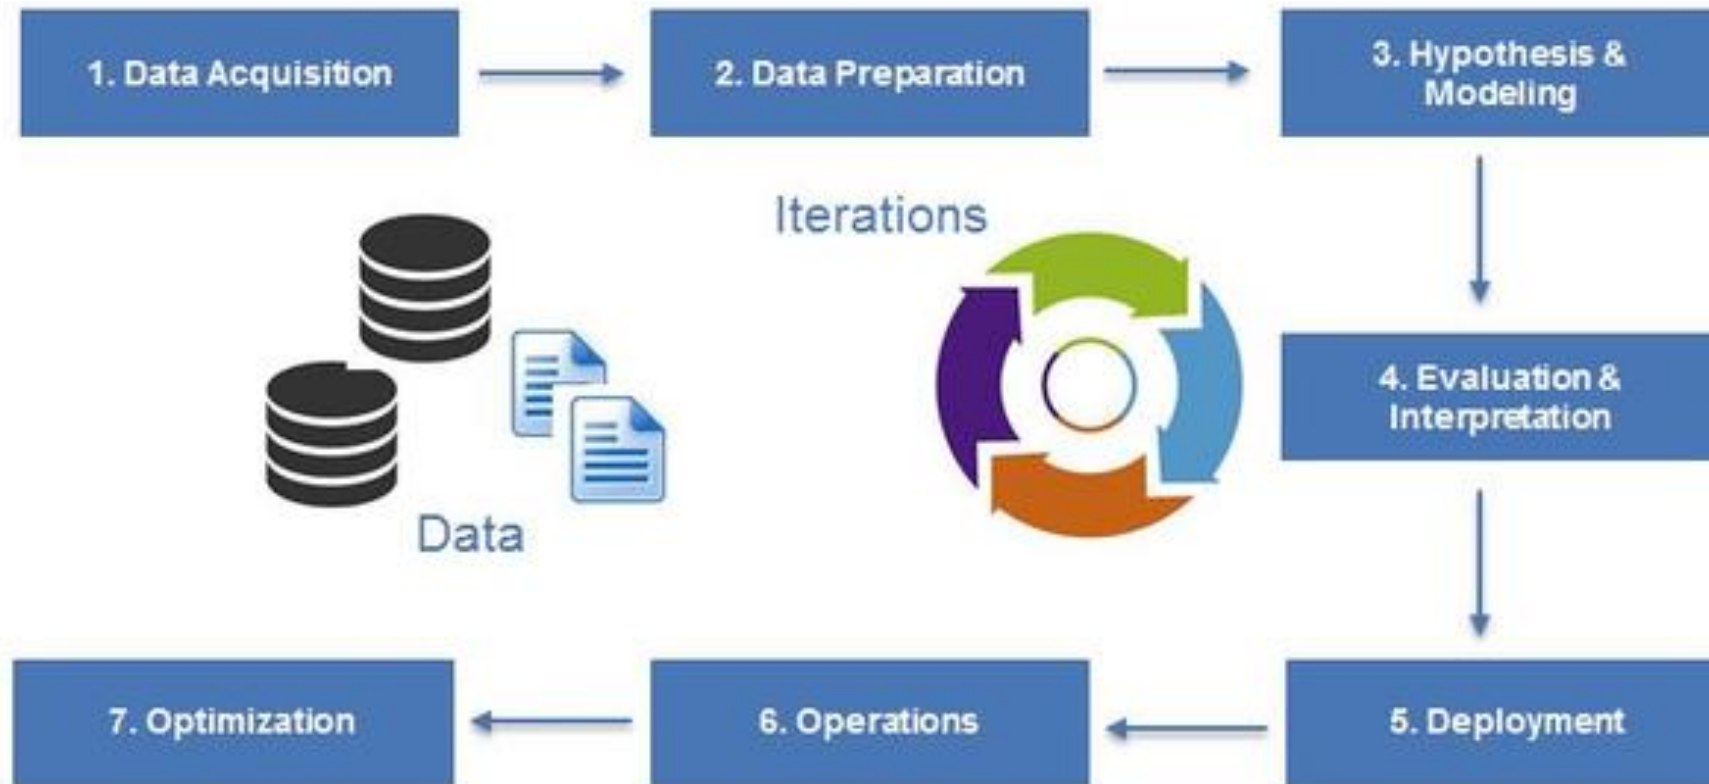 1. Data Acquisition
2. Data Preparation
3. Hypothesis &
Modeling
Iterations
4. Evaluation &
Interpretation
Data
7. Optimization
6. Operations
5. Deployment